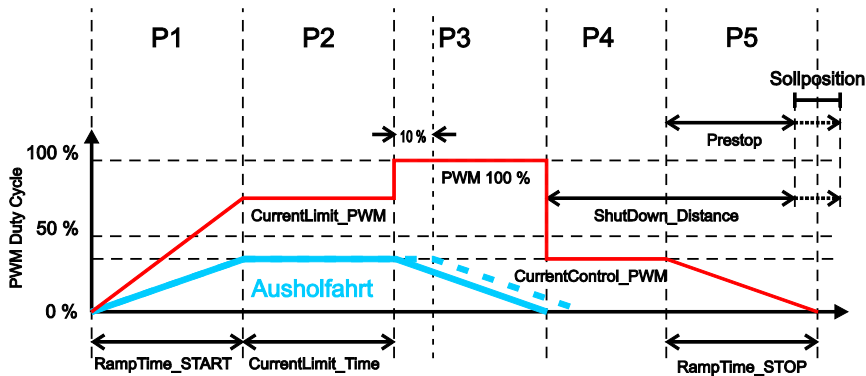 P1 P2 P3 P4 P5
Sollposition
10 %
Prestop
100 %
PWM 100 %
CurrentLimit_PWM
ShutDown_Distance
PWM Duty Cycle
50 %
CurrentControl_PWM
Ausholfahrt
0 %
RampTime_START CurrentLimit_Time RampTime_STOP